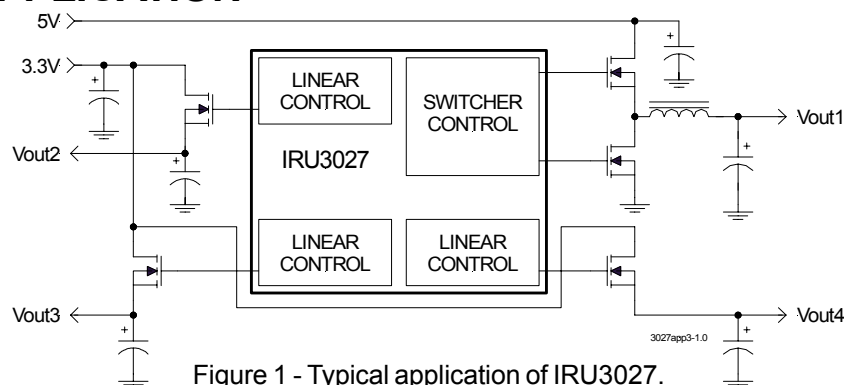 5V
3.3V
LINEAR
CONTROL
SWITCHER
CONTROL
+
+
+
+
+
+
Vout1
Vout2
IRU3027
LINEAR
CONTROL
LINEAR
CONTROL
Vout3
Vout4
3027app3-1.0
Figure 1 - Typical application of IRU3027.